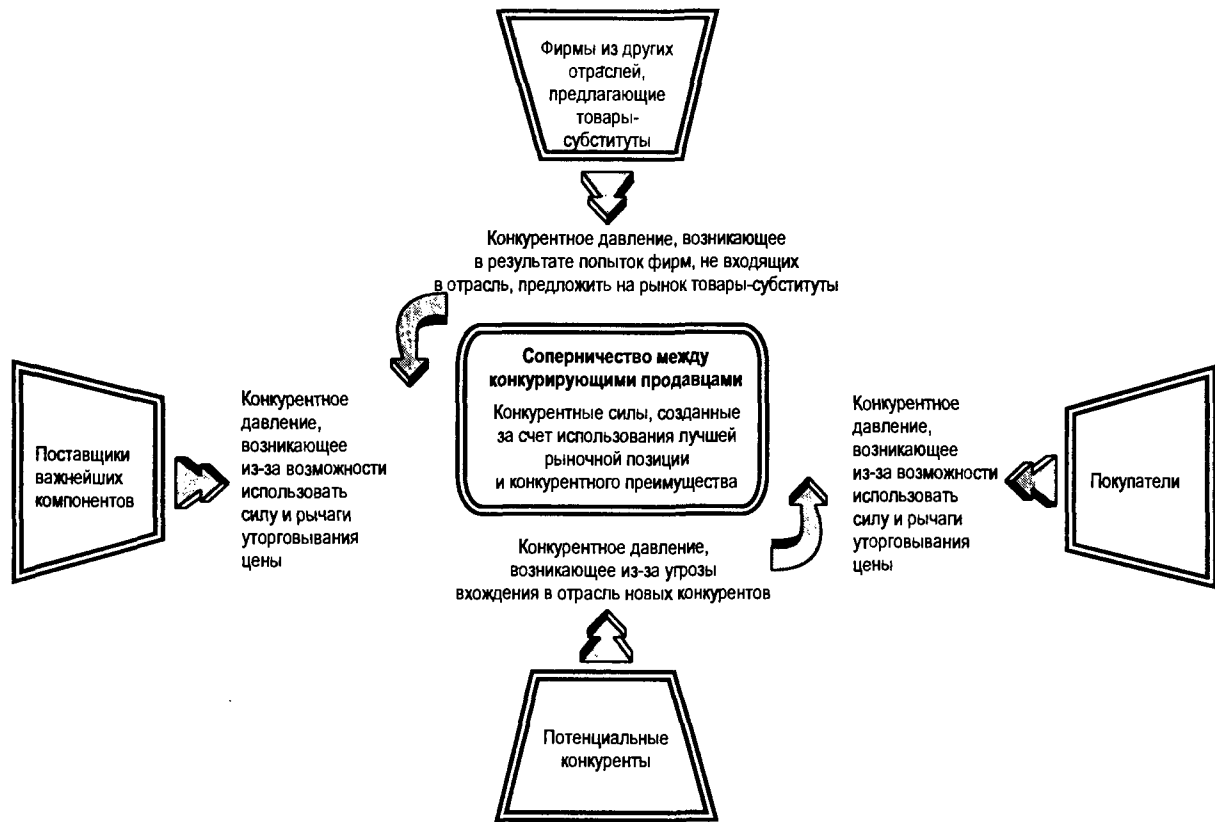 Фирмы из других
отраслей,
предлагающие
товары-
субституты
Конкурентное давление, возникающее
в результате попыток фирм, не входящих
в отрасль, предложить на рынок товары-субституты
Поставщики
важнейших
компонентов
Конкурентное
давление,
возникающее
из-за возможности
использовать
силу и рычаги
уторговывания
цены
Соперничество между
конкурирующими продавцами
Конкурентные силы, созданные
за счет использования лучшей
рыночной позиции
и конкурентного преимущества
Конкурентное
давление,
возникающее
из-за возможности
использовать
силу и рычаги
уторговывания
цены
Покупатели
Конкурентное давление,
возникающее из-за угрозы
вхождения в отрасль новых конкурентов
Потенциальные
конкуренты